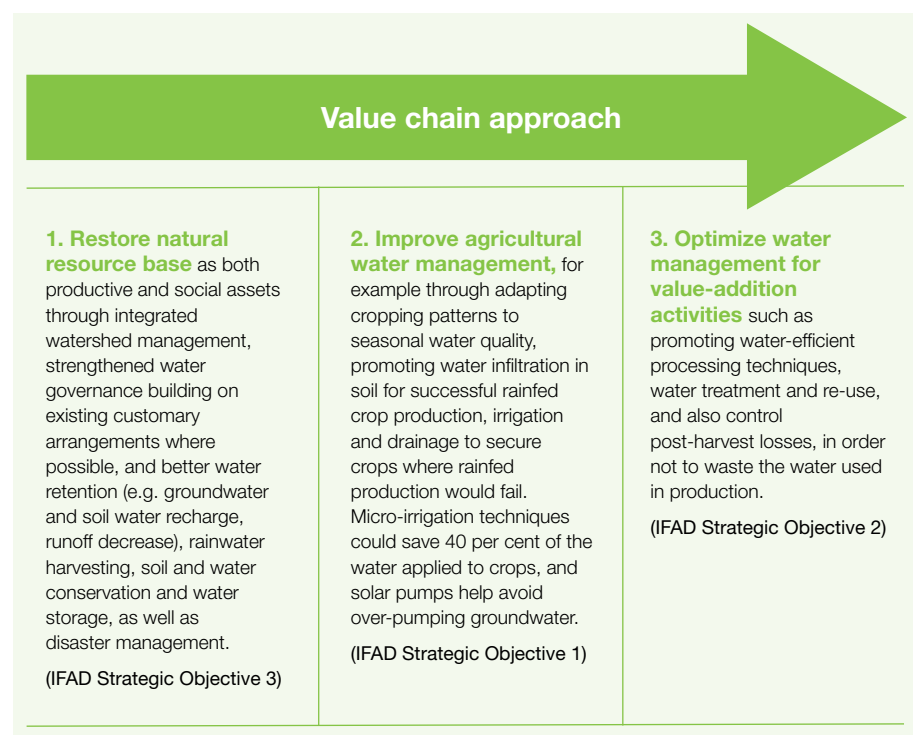 Value chain approach
1. Restore natural
resource base as both
productive and social assets
through integrated
watershed management,
strengthened water
governance building on
existing customary
arrangements where
possible, and better water
retention (e.g. groundwater
and soil water recharge,
runoff decrease), rainwater
harvesting, soil and water
conservation and water
storage, as well as
disaster management.
(IFAD Strategic Objective 3)
2. Improve agricultural
water management, for
example through adapting
cropping patterns to
seasonal water quality,
promoting water infiltration in
soil for successful rainfed
crop production, irrigation
and drainage to secure
crops where rainfed
production would fail.
Micro-irrigation techniques
could save 40 per cent of the
water applied to crops, and
solar pumps help avoid
over-pumping groundwater.
(IFAD Strategic Objective 1)
3. Optimize water
management for
value-addition
activities such as
promoting water-efficient
processing techniques,
water treatment and re-use,
and also control
post-harvest losses, in order
not to waste the water used
in production.
(IFAD Strategic Objective 2)